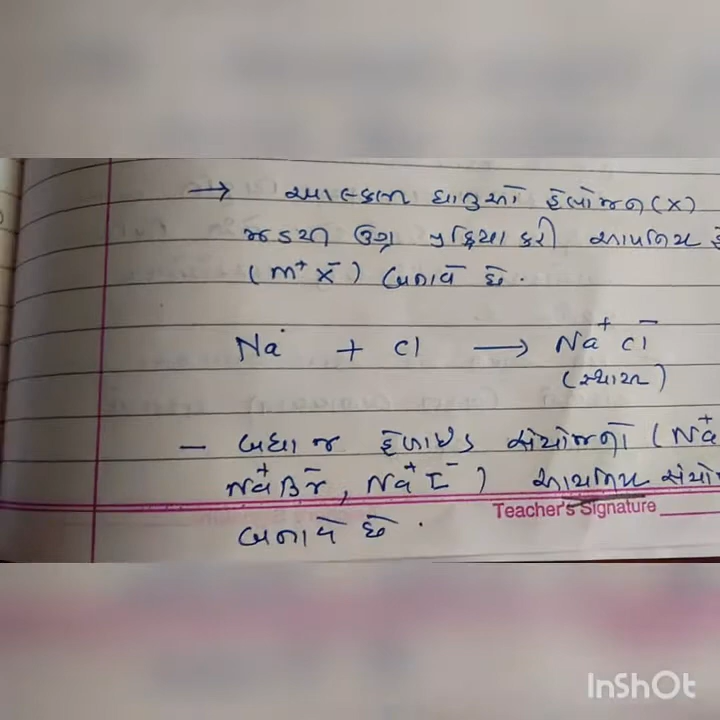 → આલ્કલી ધાતુઓ હેલોજન (X)
જોડે ઉગ્ર પ્રક્રિયા કરી આયનિય
(M⁺X⁻) બનાવે છે.
Na + Cl → Na⁺Cl⁻
(સ્થાયી)
- બધા જ હેલાઈડ સંયોજનો (Na⁺
Na⁺Br⁻, Na⁺I⁻) આયનિય સંયો
Teacher's Signature
બનાવે છે.
InShOt